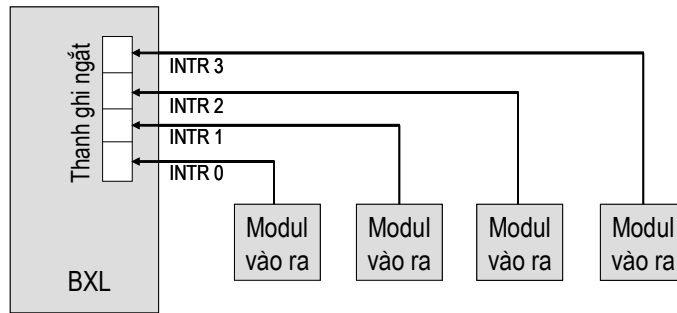 Thanh ghi ngắt
INTR 3
INTR 2
INTR 1
INTR 0
Modul
vào ra
Modul
vào ra
Modul
vào ra
Modul
vào ra
BXL